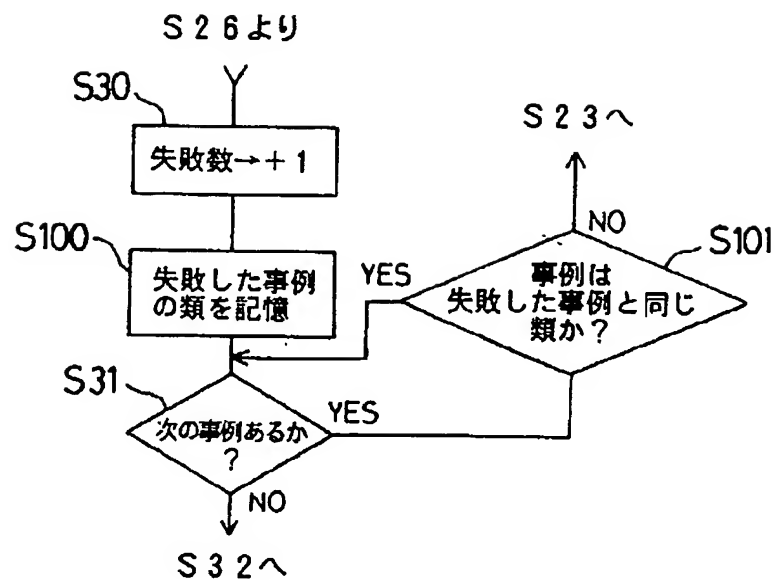 S26より
S30
失敗数→+1
S100
失敗した事例
の類を記憶
S31
次の事例あるか
?
YES
NO
S32へ
S23へ
NO
S101
YES
事例は
失敗した事例と同じ
類か?